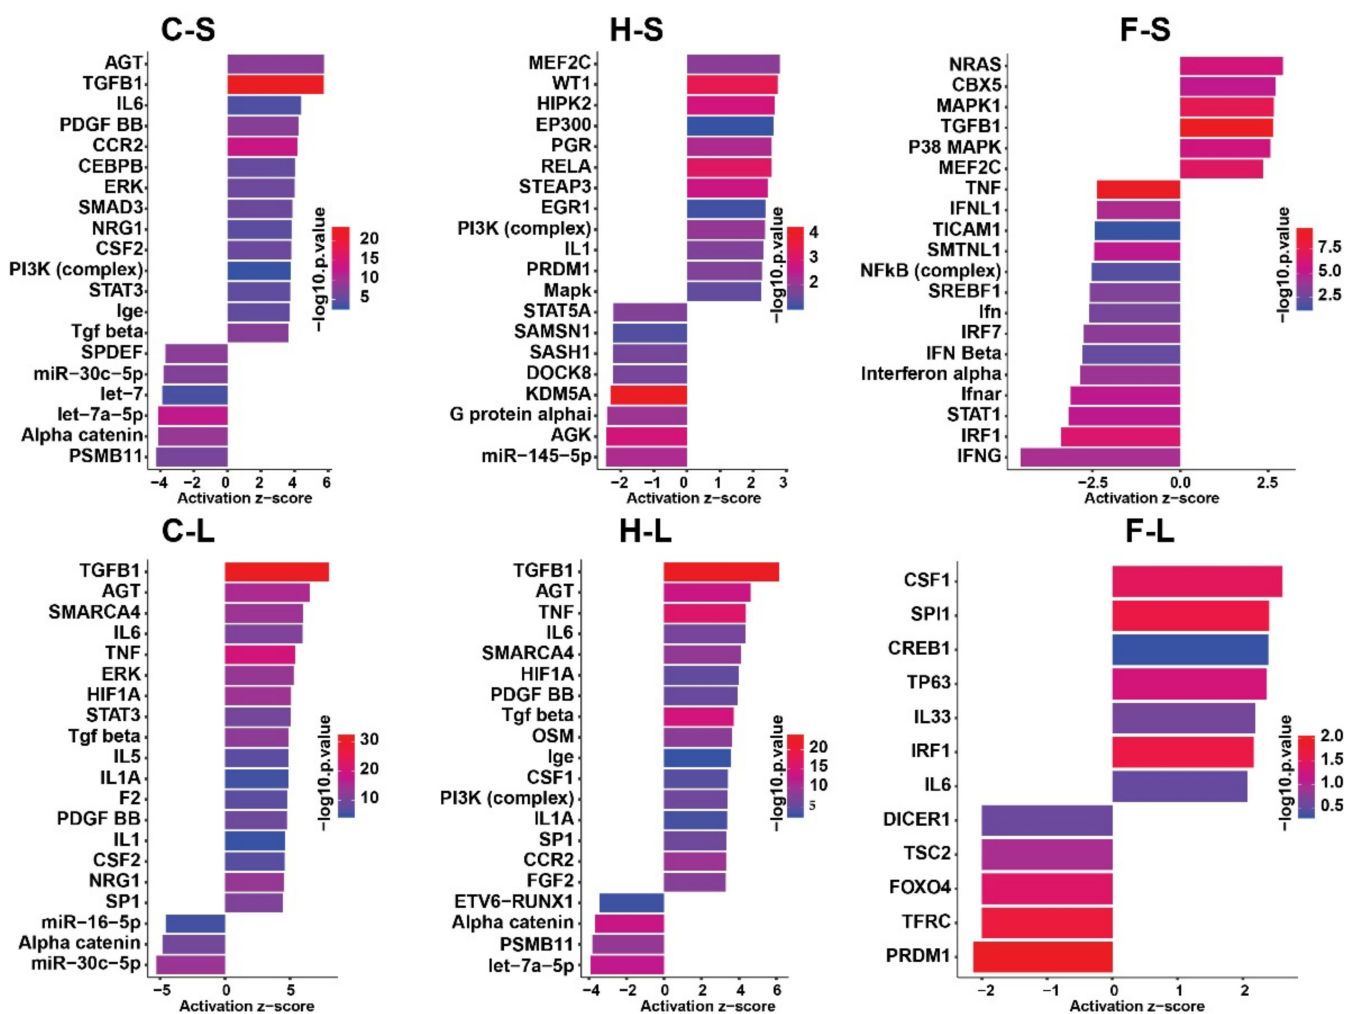 C-S
AGT
TGFB1
IL6
PDGF BB
CCR2
CEBPB
ERK
SMAD3
NRG1
CSF2
PI3K (complex)
STAT3
Ige
Tgf beta
SPDEF
miR-30c-5p
let-7
let-7a-5p
Alpha catenin
PSMB11
-4 -2 0 2 4 6
Activation z-score
-log10.p.value
20
15
10
5
H-S
MEF2C
WT1
HIPK2
EP300
PGR
RELA
STEAP3
EGR1
PI3K (complex)
IL1
PRDM1
Mapk
STAT5A
SAMSN1
SASH1
DOCK8
KDM5A
G protein alphai
AGK
miR-145-5p
-2 -1 0 1 2 3
Activation z-score
-log10.p.value
4
3
2
F-S
NRAS
CBX5
MAPK1
TGFB1
P38 MAPK
MEF2C
TNF
IFNL1
TICAM1
SMTNL1
NFkB (complex)
SREBF1
Ifn
IRF7
IFN Beta
Interferon alpha
Ifnar
STAT1
IRF1
IFNG
-2.5 0.0 2.5
Activation z-score
-log10.p.value
7.5
5.0
2.5
C-L
TGFB1
AGT
SMARCA4
IL6
TNF
ERK
HIF1A
STAT3
Tgf beta
IL5
IL1A
F2
PDGF BB
IL1
CSF2
NRG1
SP1
miR-16-5p
Alpha catenin
miR-30c-5p
-5 0 5
Activation z-score
-log10.p.value
30
20
10
H-L
TGFB1
AGT
TNF
IL6
SMARCA4
HIF1A
PDGF BB
Tgf beta
OSM
Ige
CSF1
PI3K (complex)
IL1A
SP1
CCR2
FGF2
ETV6-RUNX1
Alpha catenin
PSMB11
let-7a-5p
-4 -2 0 2 4 6
Activation z-score
-log10.p.value
20
15
10
5
F-L
CSF1
SPI1
CREB1
TP63
IL33
IRF1
IL6
DICER1
TSC2
FOXO4
TFRC
PRDM1
-2 -1 0 1 2
Activation z-score
-log10.p.value
2.0
1.5
1.0
0.5